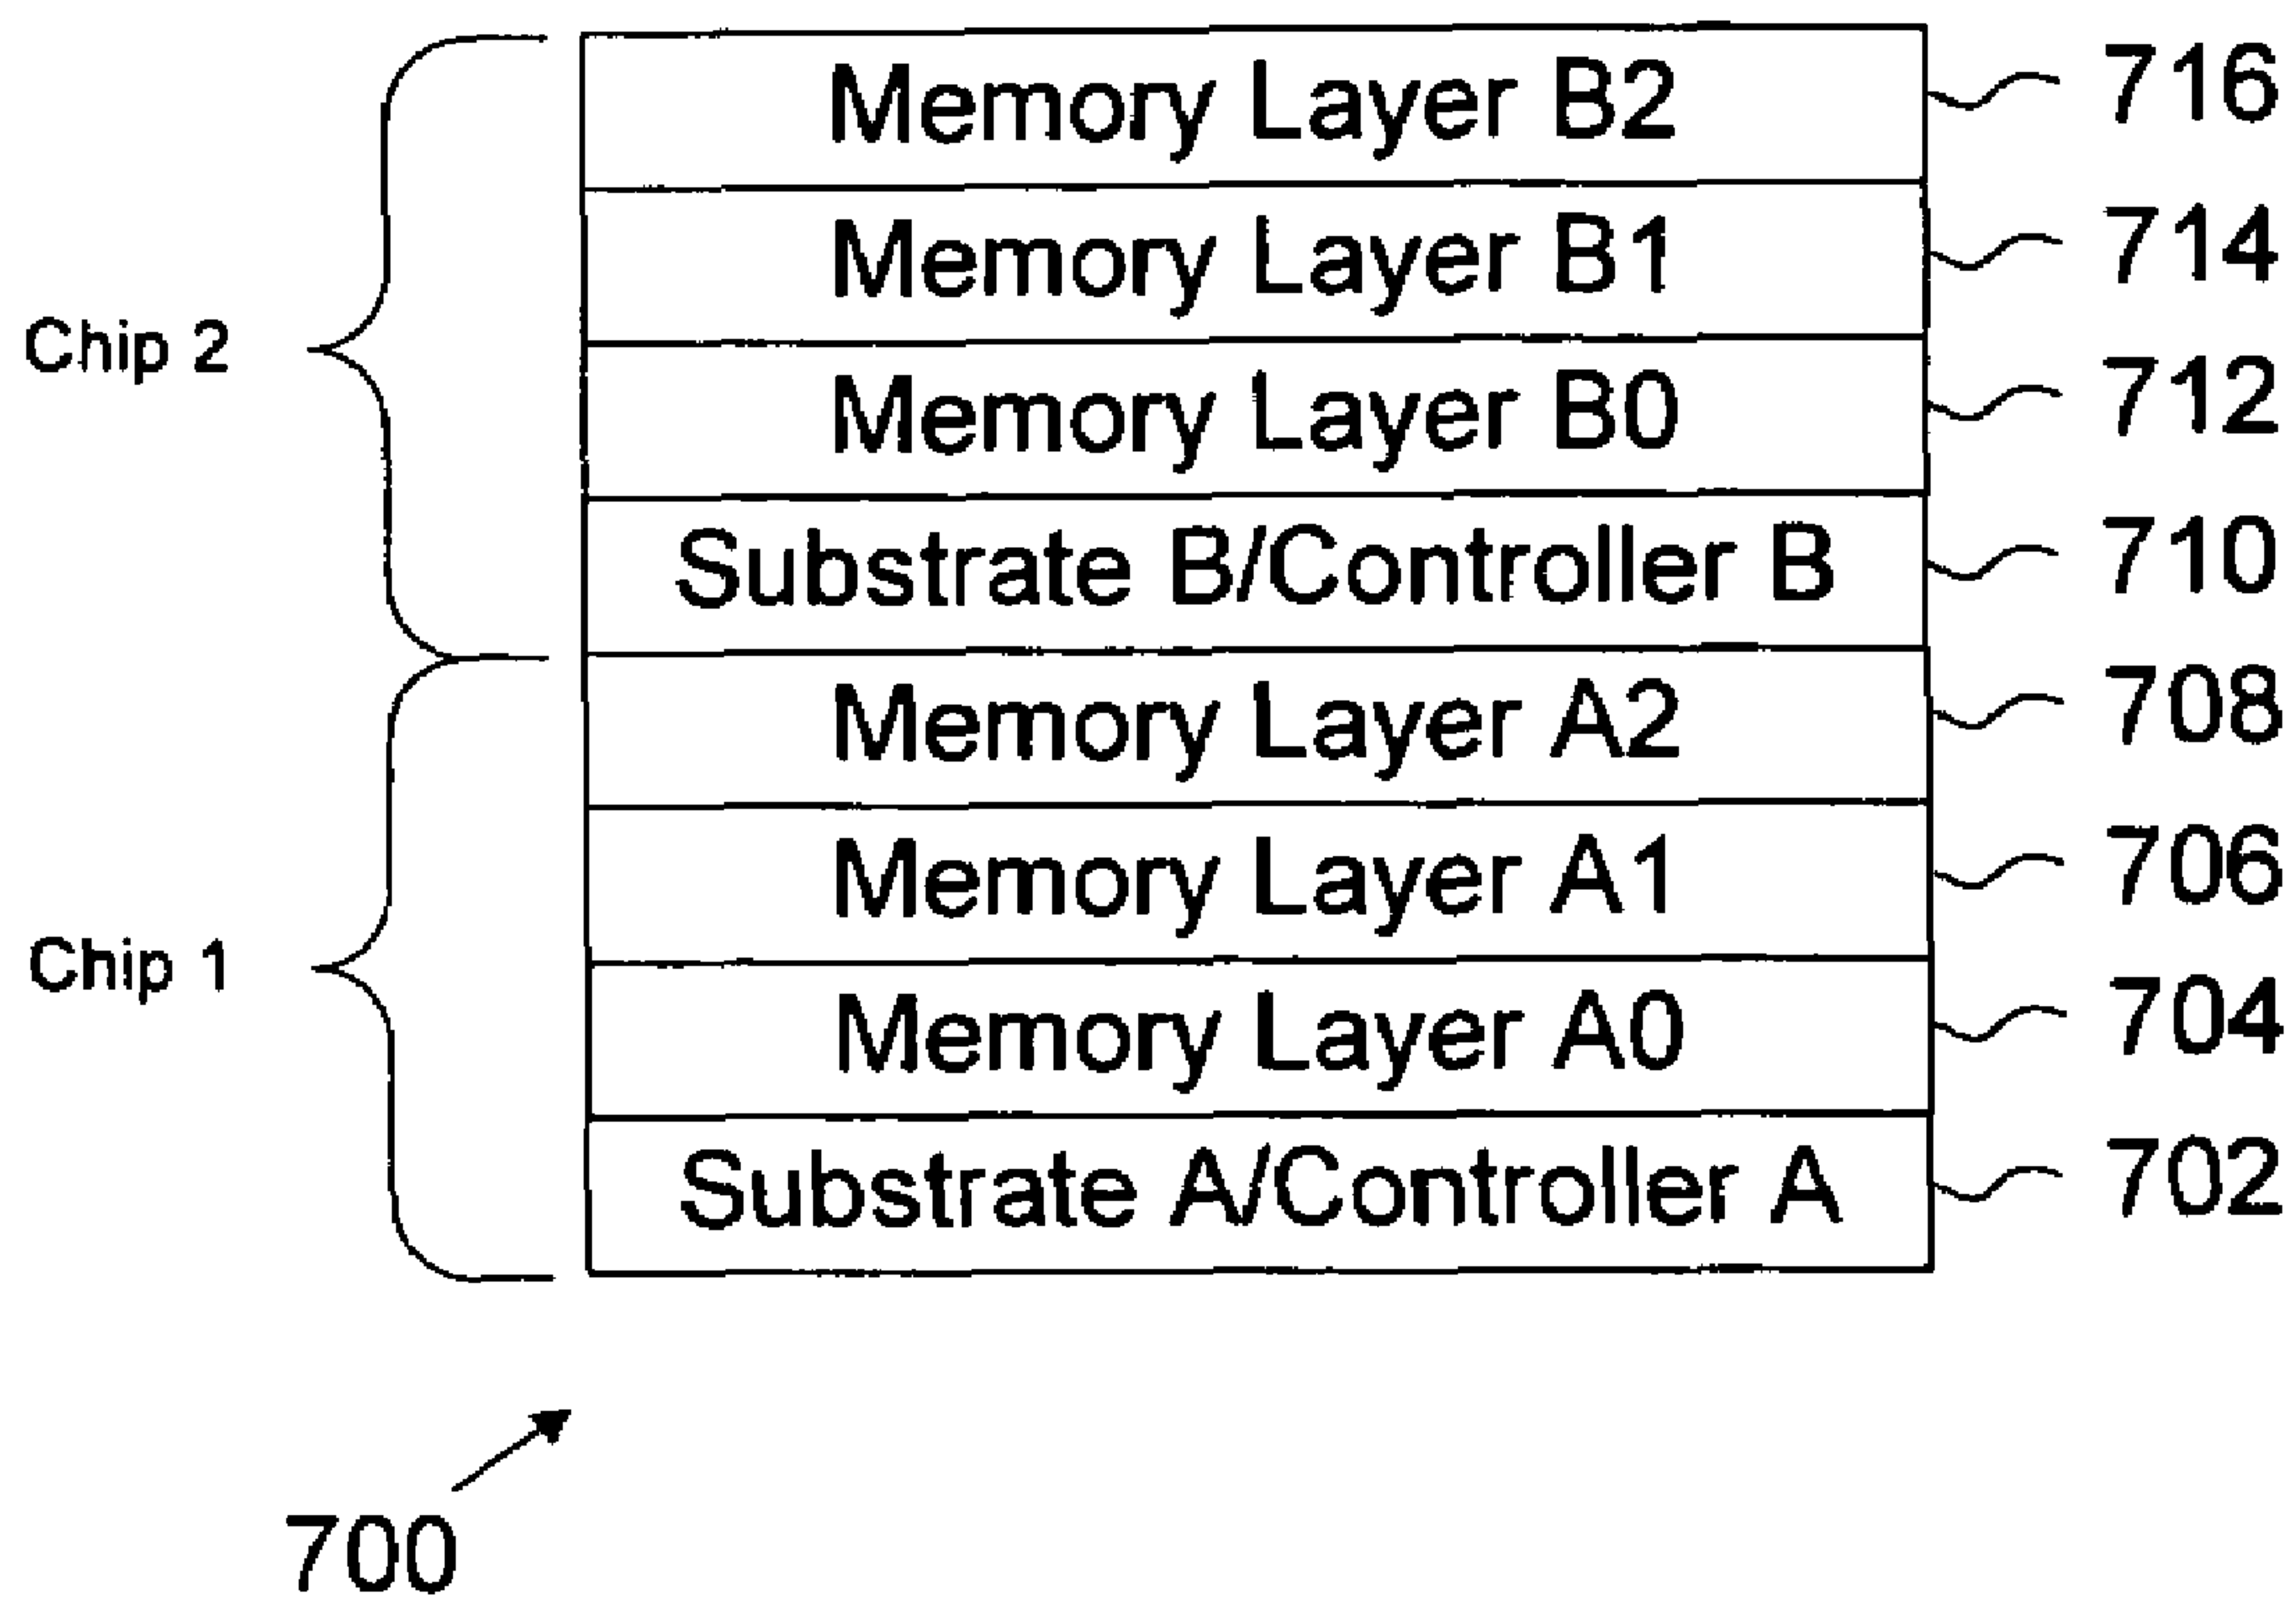 Memory Layer B2 716
Memory Layer B1 714
Chip 2
Memory Layer B0 712
Substrate B/Controller B 710
Memory Layer A2 708
Memory Layer A1 706
Chip 1
Memory Layer A0 704
Substrate A/Controller A 702
700